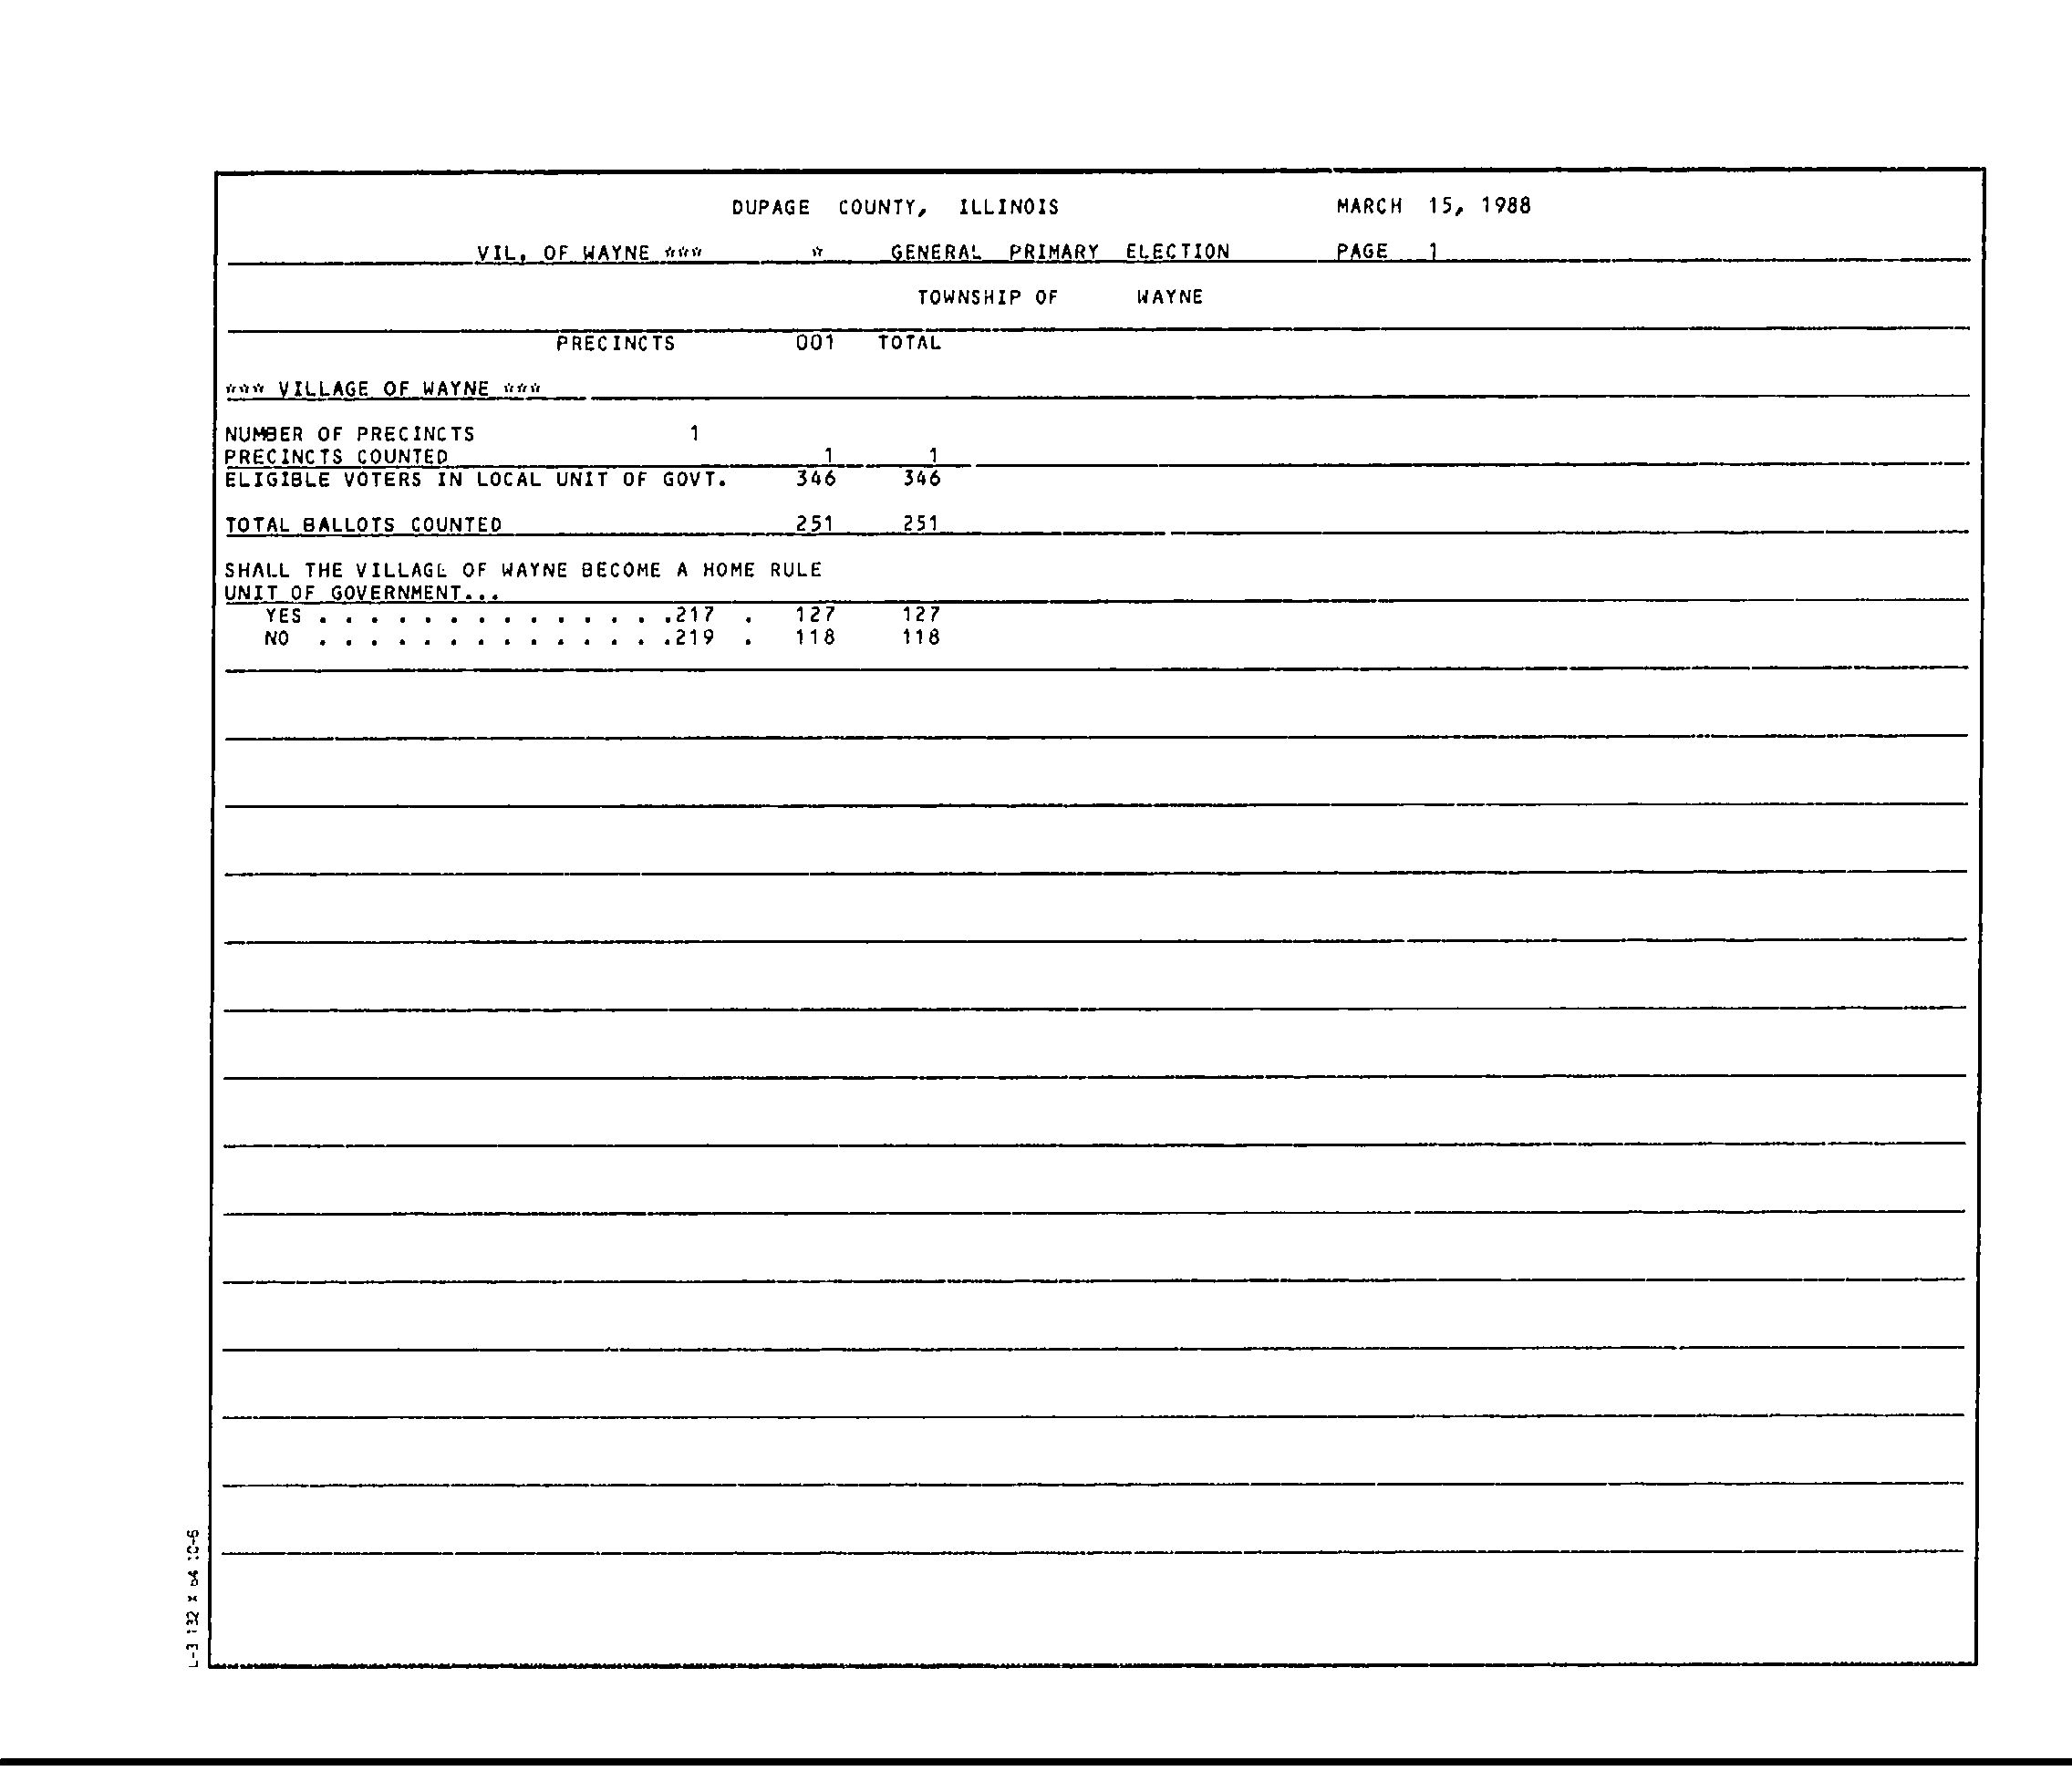 DUPAGE COUNTY, ILLINOIS MARCH 15, 1988
VIL. OF WAYNE *** * GENERAL PRIMARY ELECTION PAGE 1
TOWNSHIP OF WAYNE
PRECINCTS 001 TOTAL
*** VILLAGE OF WAYNE ***
NUMBER OF PRECINCTS 1
PRECINCTS COUNTED 1 1
ELIGIBLE VOTERS IN LOCAL UNIT OF GOVT. 346 346
TOTAL BALLOTS COUNTED 251 251
SHALL THE VILLAGE OF WAYNE BECOME A HOME RULE
UNIT OF GOVERNMENT...
YES . . . . . . . . . . . . . .217 . 127 127
NO . . . . . . . . . . . . . .219 . 118 118
L-3 132 X 64 10-6